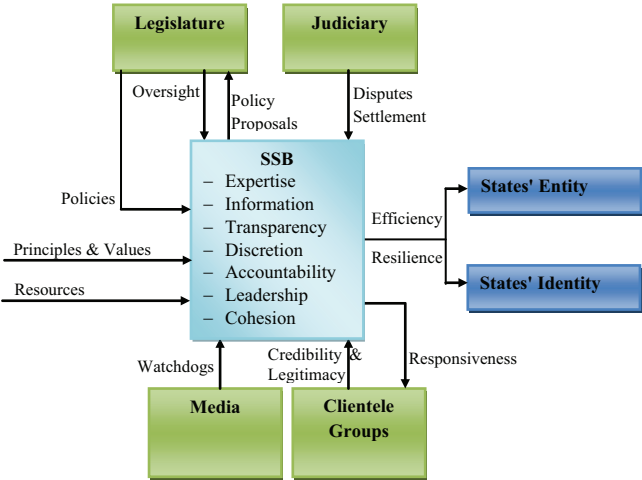 Legislature
Judiciary
Oversight
Policy
Proposals
Disputes
Settlement
SSB
– Expertise
– Information
– Transparency
– Discretion
– Accountability
– Leadership
– Cohesion
Policies
Principles & Values
Resources
Efficiency
Resilience
States' Entity
States' Identity
Watchdogs
Credibility &
Legitimacy
Responsiveness
Media
Clientele
Groups